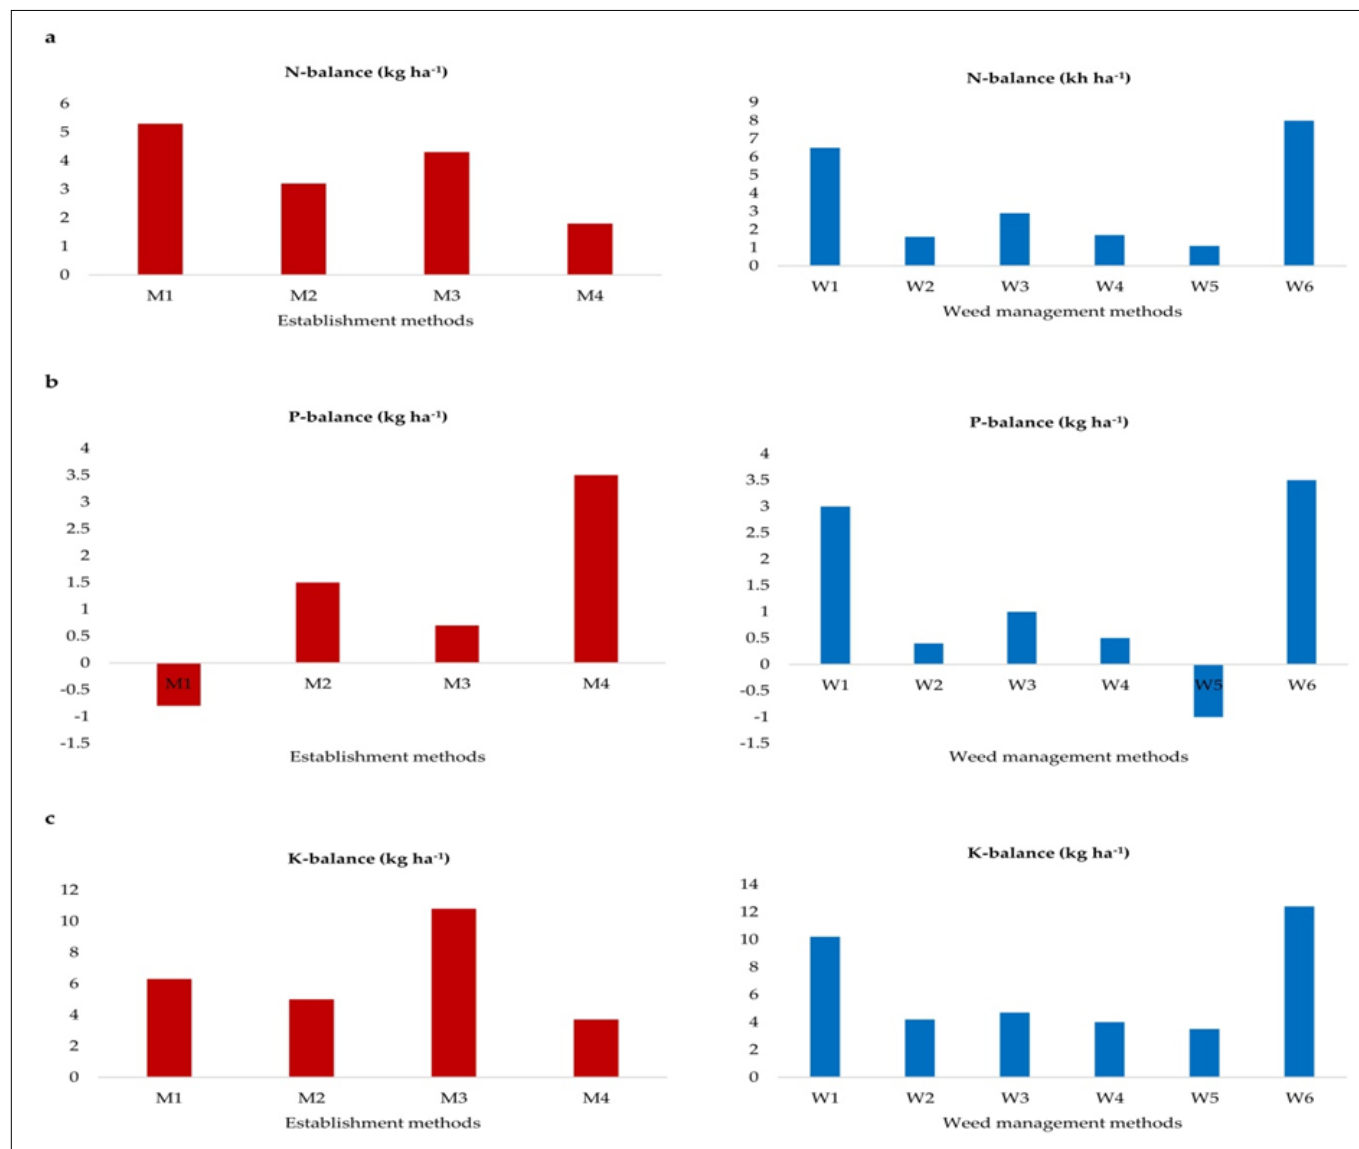 a
N-balance (kg ha⁻¹)
6
5
4
3
2
1
0
M1 M2 M3 M4
Establishment methods
N-balance (kh ha⁻¹)
9
8
7
6
5
4
3
2
1
0
W1 W2 W3 W4 W5 W6
Weed management methods
b
P-balance (kg ha⁻¹)
4
3.5
3
2.5
2
1.5
1
0.5
0
-0.5
-1
-1.5
M1 M2 M3 M4
Establishment methods
P-balance (kg ha⁻¹)
4
3.5
3
2.5
2
1.5
1
0.5
0
-0.5
-1
-1.5
W1 W2 W3 W4 W5 W6
Weed management methods
c
K-balance (kg ha⁻¹)
12
10
8
6
4
2
0
M1 M2 M3 M4
Establishment methods
K-balance (kg ha⁻¹)
14
12
10
8
6
4
2
0
W1 W2 W3 W4 W5 W6
Weed management methods